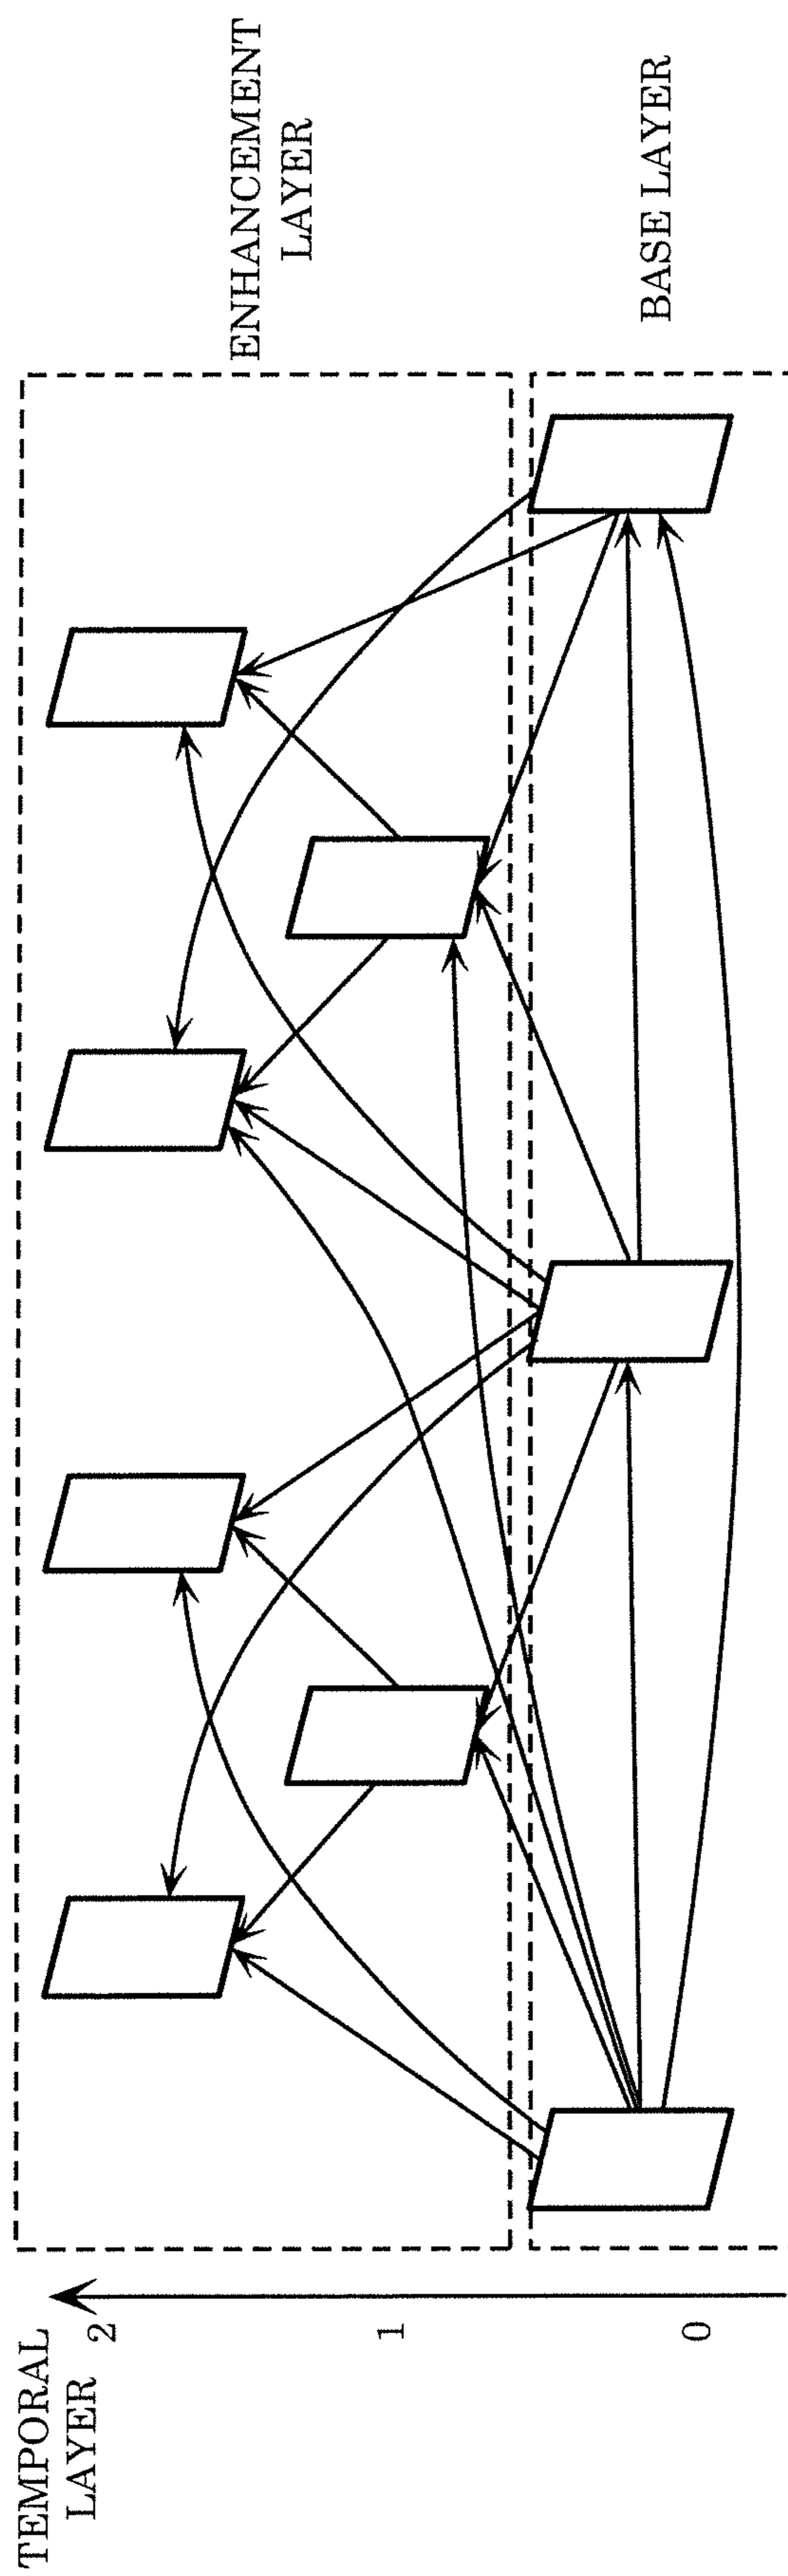 TEMPORAL
LAYER
2
1
0
ENHANCEMENT
LAYER
BASE LAYER